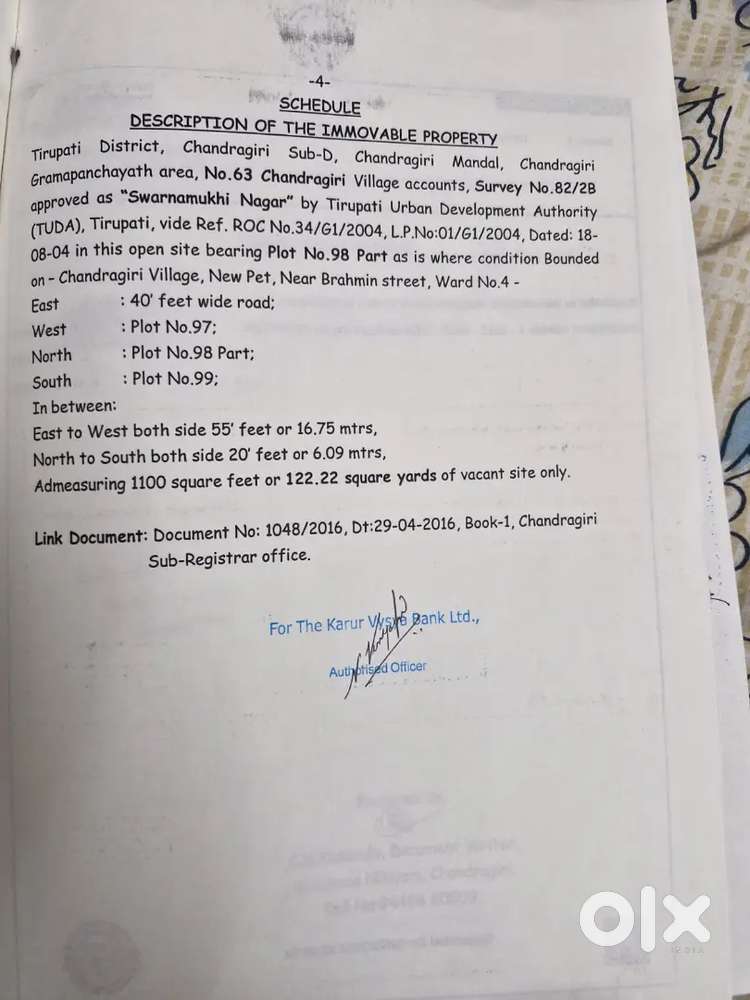 -4-
SCHEDULE
DESCRIPTION OF THE IMMOVABLE PROPERTY
Tirupati District, Chandragiri Sub-D, Chandragiri Mandal, Chandragiri
Gramapanchayath area, No.63 Chandragiri Village accounts, Survey No.82/2B
approved as "Swarnamukhi Nagar" by Tirupati Urban Development Authority
(TUDA), Tirupati, vide Ref. ROC No.34/G1/2004, L.P.No:01/G1/2004, Dated: 18-
08-04 in this open site bearing Plot No.98 Part as is where condition Bounded
on - Chandragiri Village, New Pet, Near Brahmin street, Ward No.4 -
East : 40' feet wide road;
West : Plot No.97;
North : Plot No.98 Part;
South : Plot No.99;
In between:
East to West both side 55' feet or 16.75 mtrs,
North to South both side 20' feet or 6.09 mtrs,
Admeasuring 1100 square feet or 122.22 square yards of vacant site only.
Link Document: Document No: 1048/2016, Dt:29-04-2016, Book-1, Chandragiri
Sub-Registrar office.
For The Karur Vysya Bank Ltd.,
Authorised Officer
olx